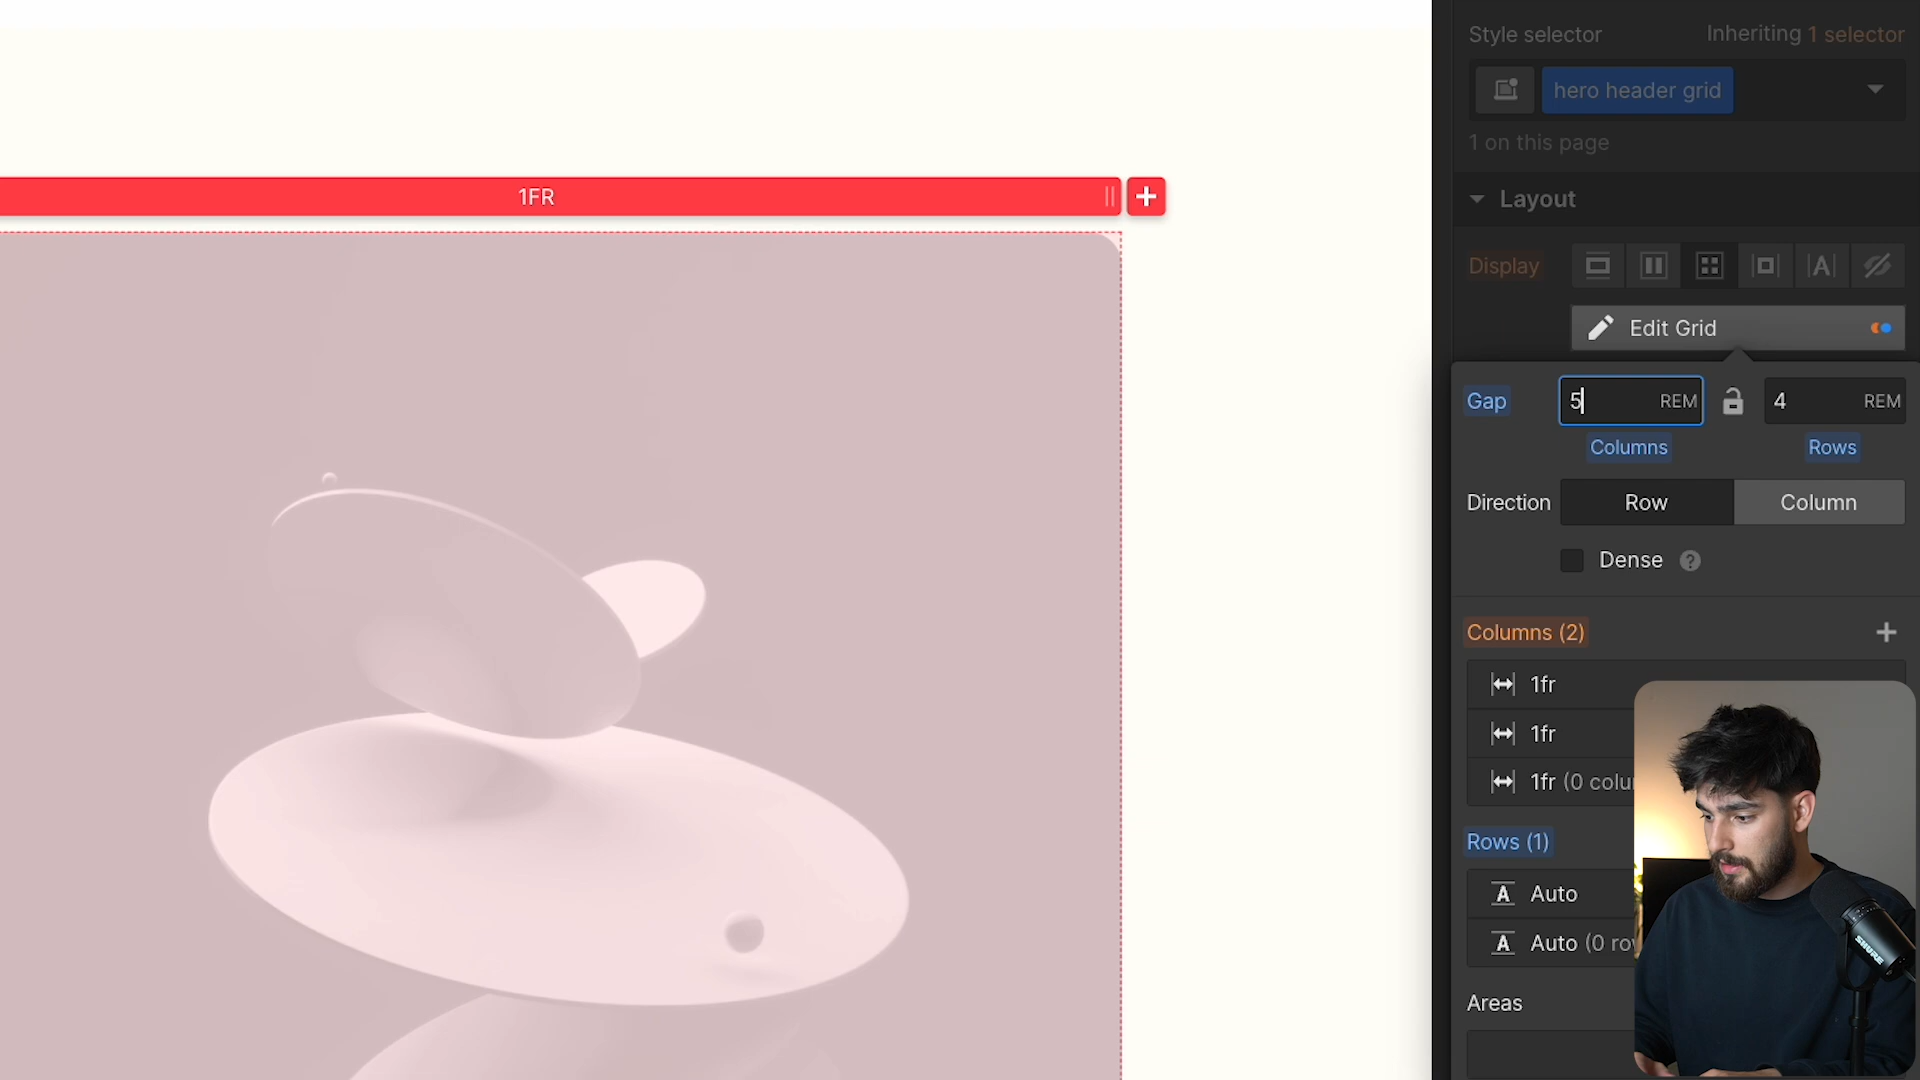 Style selector
Inheriting 1 selector
hero header grid
1 on this page
1FR
Layout
Display
Edit Grid
Gap
5 REM
4 REM
Columns
Rows
Direction
Row
Column
Dense
Columns (2)
1fr
1fr
1fr (0 colu
Rows (1)
Auto
Auto (0 ro
Areas
SHURE